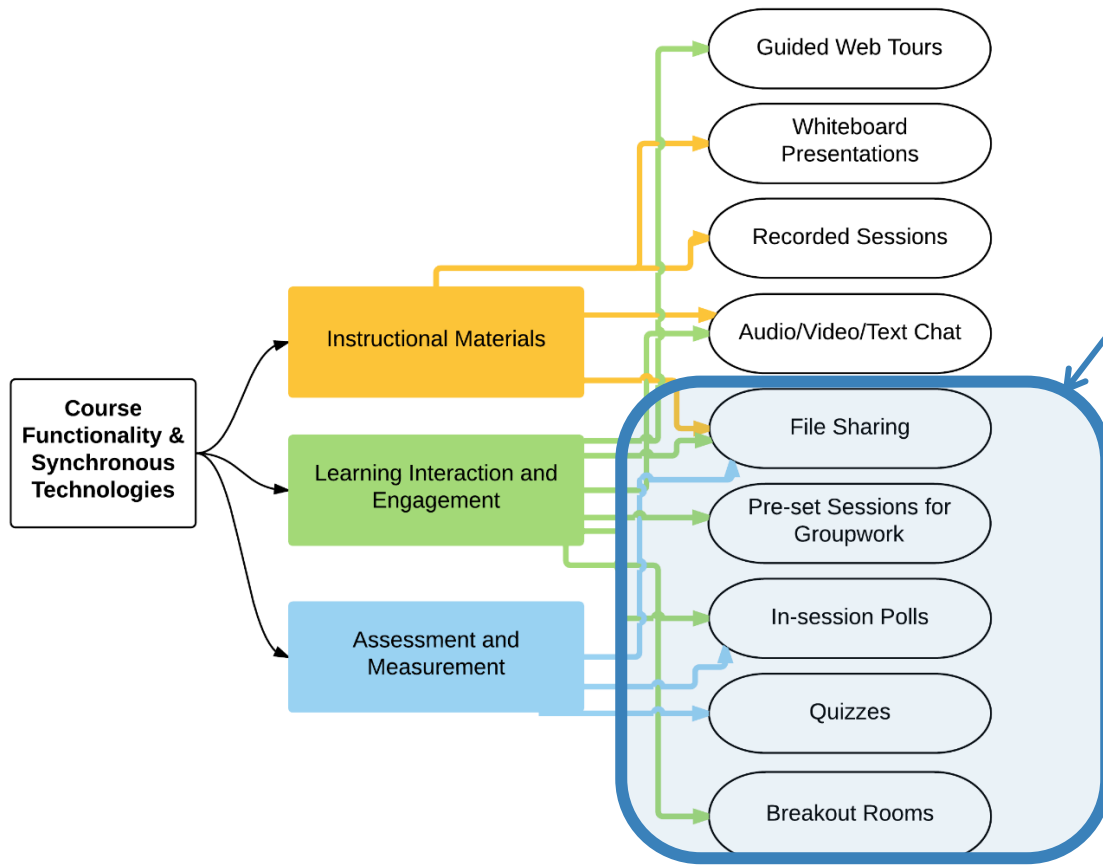 Guided Web Tours
Whiteboard
Presentations
Recorded Sessions
Instructional Materials
Audio/Video/Text Chat
Course
Functionality &
Synchronous
Technologies
File Sharing
Learning Interaction and
Engagement
Pre-set Sessions for
Groupwork
In-session Polls
Assessment and
Measurement
Quizzes
Breakout Rooms